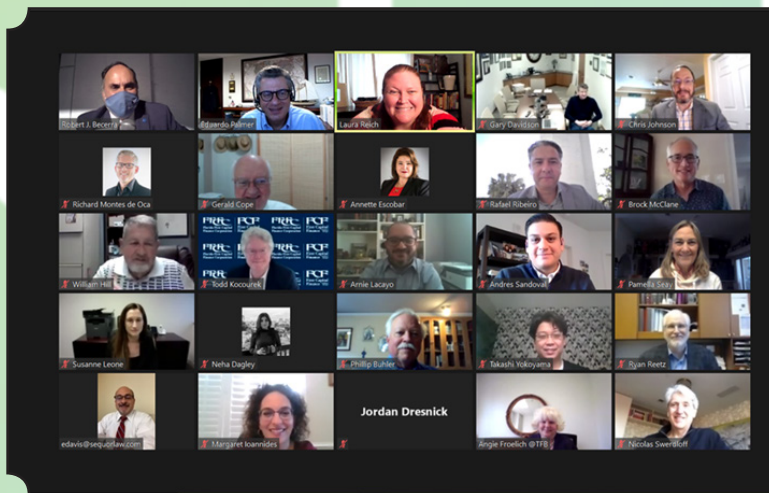 Robert J. Becerra
Eduardo Palmer
Laura Reich
Gary Davidson
Chris Johnson
Richard Montes de Oca
Gerald Cope
Annette Escobar
Rafael Ribeiro
Brock McClane
William Hill
Todd Kocourek
Arnie Lacayo
Andres Sandoval
Pamella Seay
Susanne Leone
Neha Dagley
Phillip Buhler
Takashi Yokoyama
Ryan Reetz
edavis@sequorlaw.com
Margaret Ioannides
Jordan Dresnick
Angie Froelich @TFB
Nicolas Swerdloff